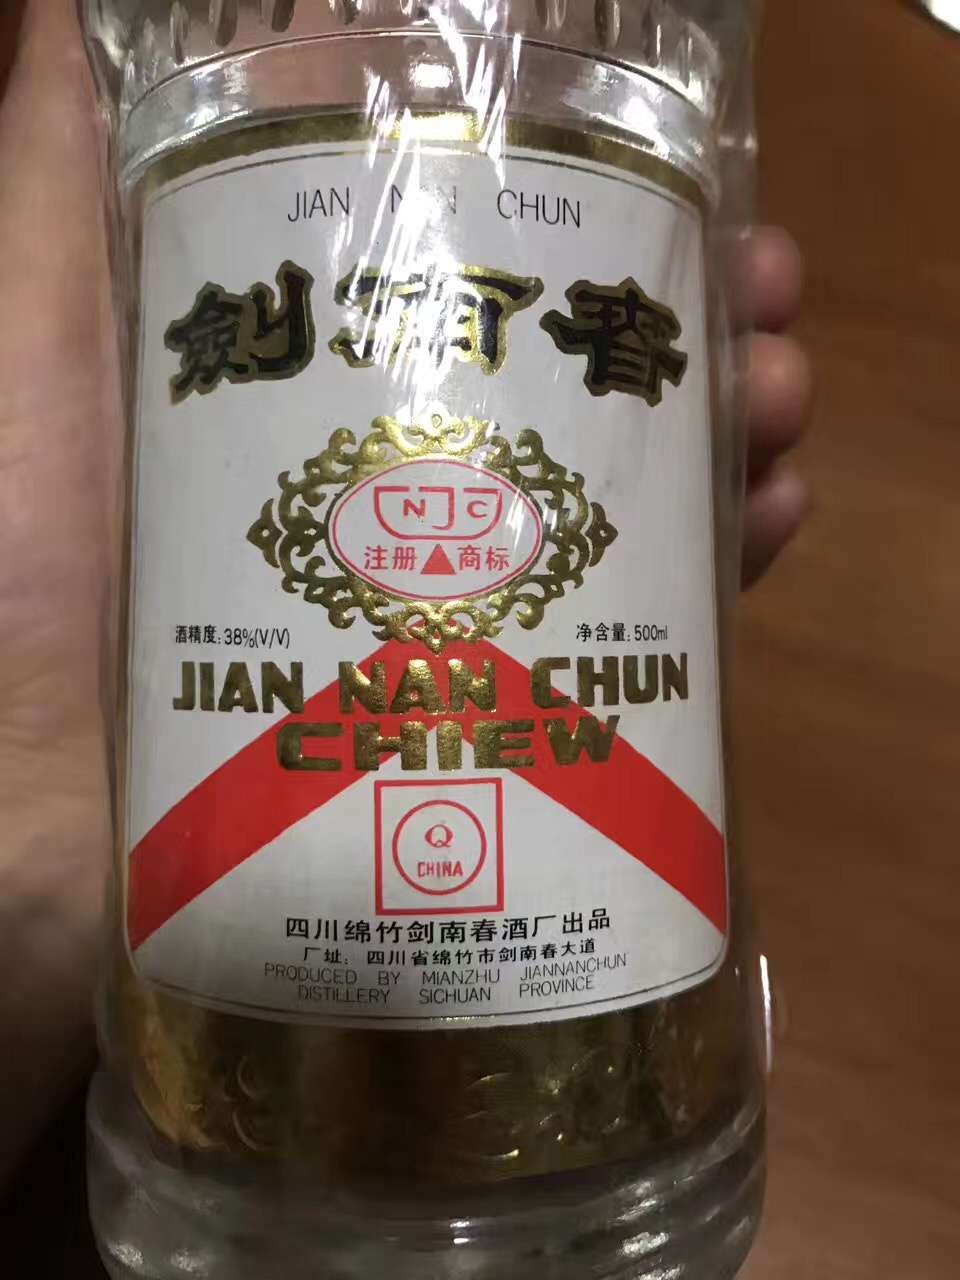 JIAN NAN CHUN
劍南春
NJC
注册 商标
酒精度:38%(V/V) 净含量:500ml
JIAN NAN CHUN
CHIEW
Q
CHINA
四川绵竹剑南春酒厂出品
厂址:四川省绵竹市剑南春大道
PRODUCED BY MIANZHU JIANNANCHUN
DISTILLERY SICHUAN PROVINCE